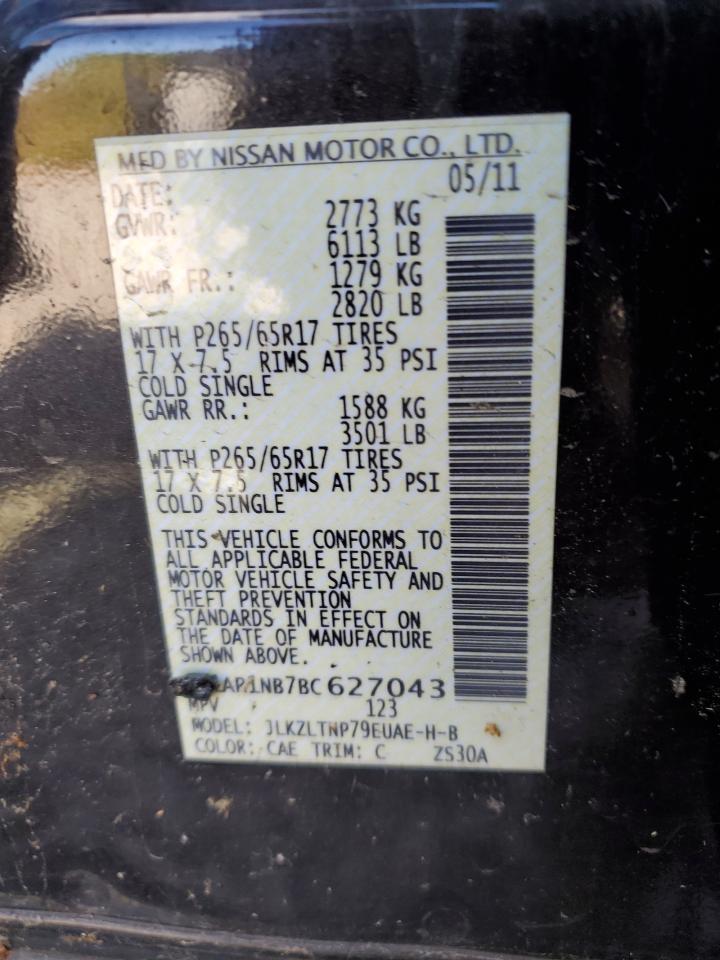 MFD BY NISSAN MOTOR CO., LTD.
DATE: 05/11
GVWR: 2773 KG
6113 LB
GAWR FR.: 1279 KG
2820 LB
WITH P265/65R17 TIRES
17 X 7.5 RIMS AT 35 PSI
COLD SINGLE
GAWR RR.: 1588 KG
3501 LB
WITH P265/65R17 TIRES
17 X 7.5 RIMS AT 35 PSI
COLD SINGLE
THIS VEHICLE CONFORMS TO
ALL APPLICABLE FEDERAL
MOTOR VEHICLE SAFETY AND
THEFT PREVENTION
STANDARDS IN EFFECT ON
THE DATE OF MANUFACTURE
SHOWN ABOVE.
AR1NB7BC627043
MPV 123
MODEL: JLKZLTNP79EUAE-H-B
COLOR: CAE TRIM: C ZS30A